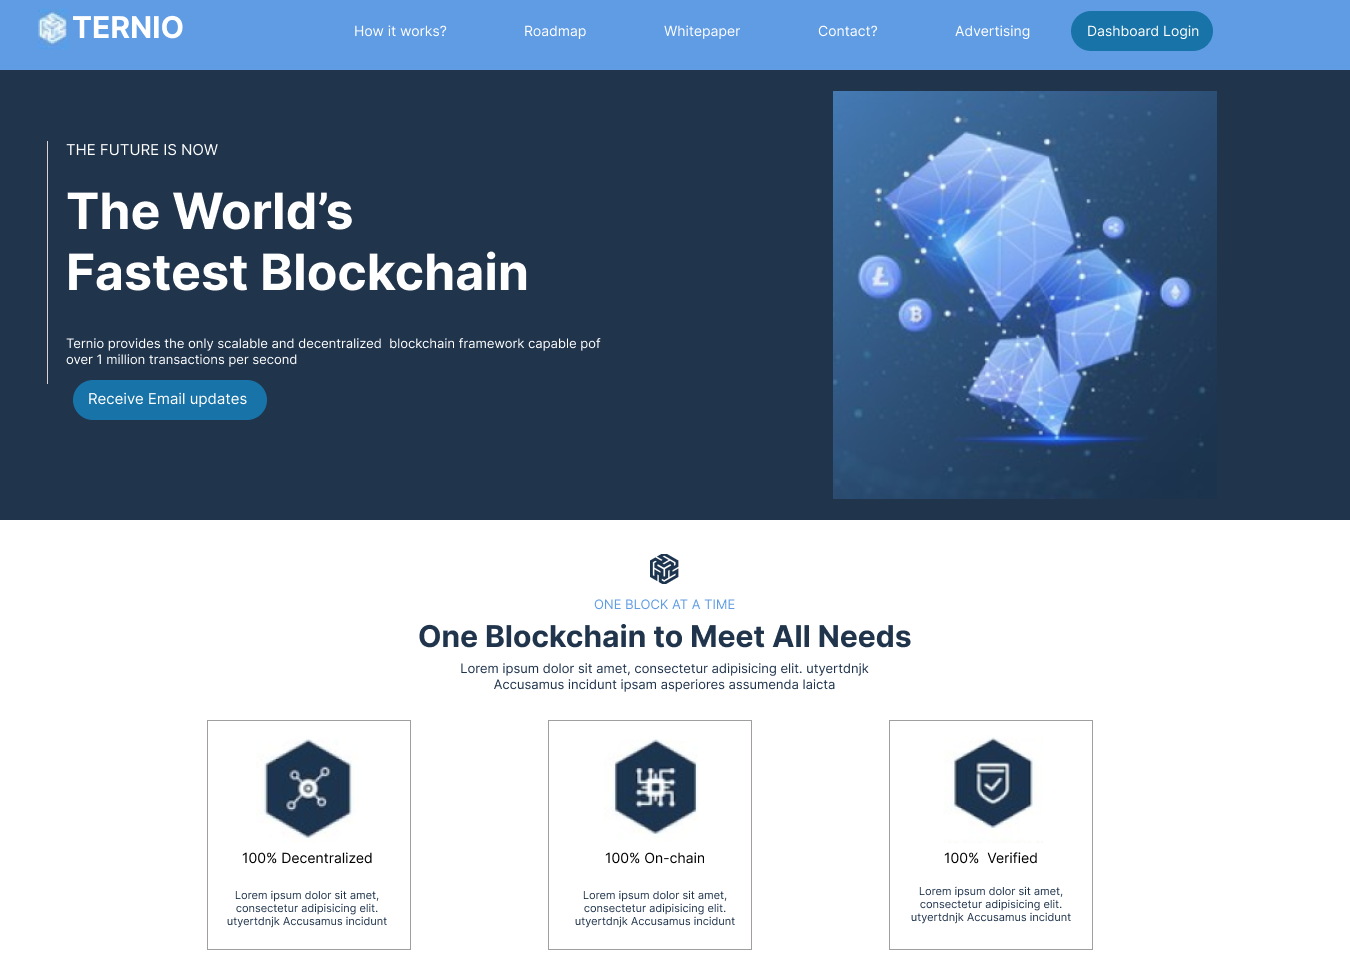 TERNIO
How it works?
Roadmap
Whitepaper
Contact?
Advertising
Dashboard Login
THE FUTURE IS NOW
The World’s
Fastest Blockchain
Ternio provides the only scalable and decentralized  blockchain framework capable pof
over 1 million transactions per second
Receive Email updates
ONE BLOCK AT A TIME
One Blockchain to Meet All Needs
Lorem ipsum dolor sit amet, consectetur adipisicing elit. utyertdnjk
Accusamus incidunt ipsam asperiores assumenda laicta
100% Decentralized
Lorem ipsum dolor sit amet,
consectetur adipisicing elit.
utyertdnjk Accusamus incidunt
100% On-chain
Lorem ipsum dolor sit amet,
consectetur adipisicing elit.
utyertdnjk Accusamus incidunt
100%  Verified
Lorem ipsum dolor sit amet,
consectetur adipisicing elit.
utyertdnjk Accusamus incidunt